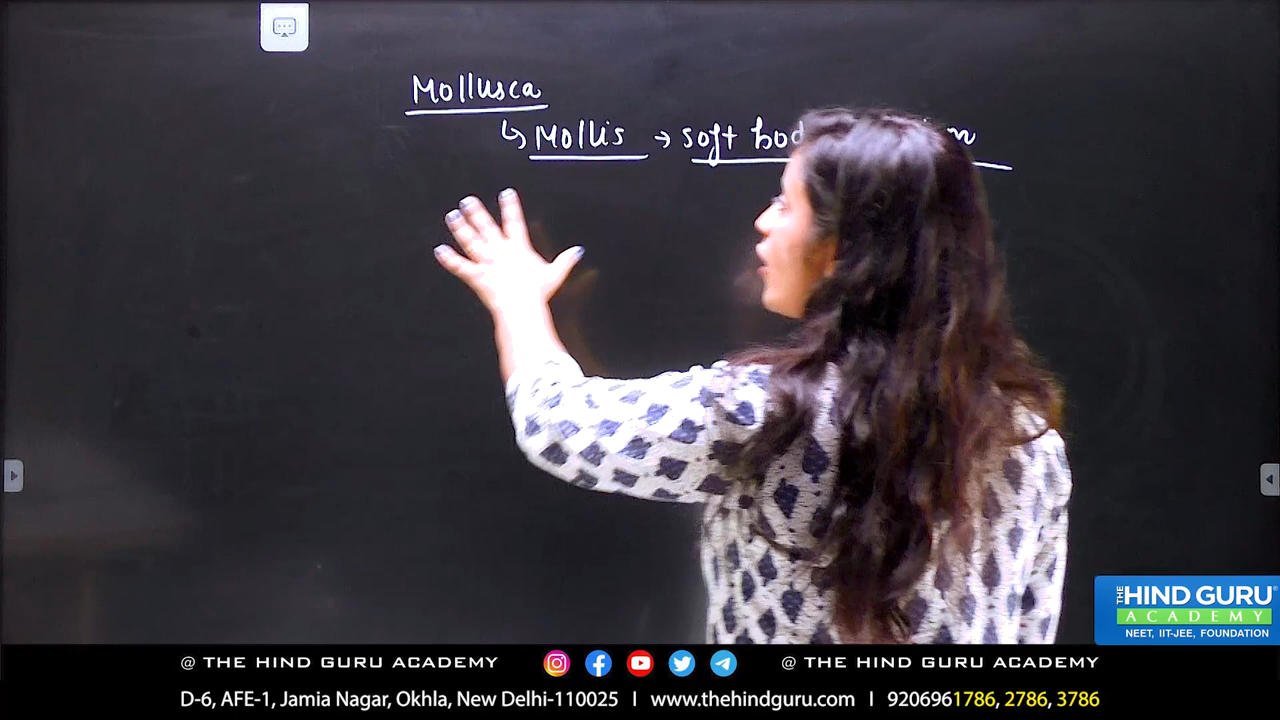 Mollusca
↳ Mollis → soft bod
THE HIND GURU®
ACADEMY
NEET, IIT-JEE, FOUNDATION
@ THE HIND GURU ACADEMY @ THE HIND GURU ACADEMY
D-6, AFE-1, Jamia Nagar, Okhla, New Delhi-110025 | www.thehindguru.com | 9206961786, 2786, 3786